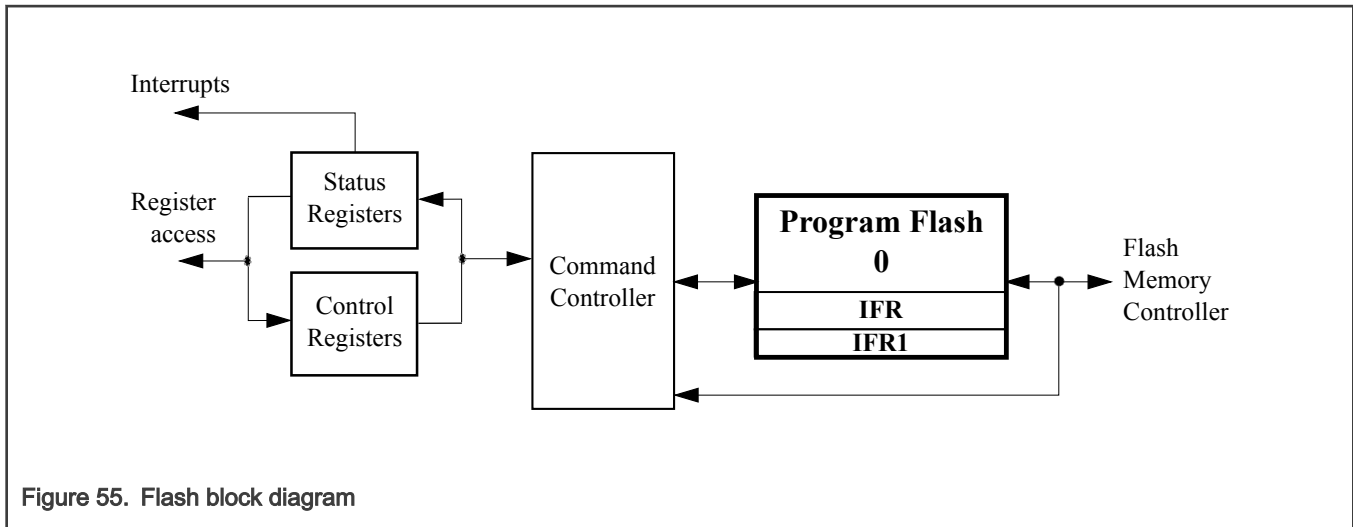 Interrupts
Register
access
Status
Registers
Control
Registers
Command
Controller
Program Flash
0
IFR
IFR1
Flash
Memory
Controller
Figure 55. Flash block diagram